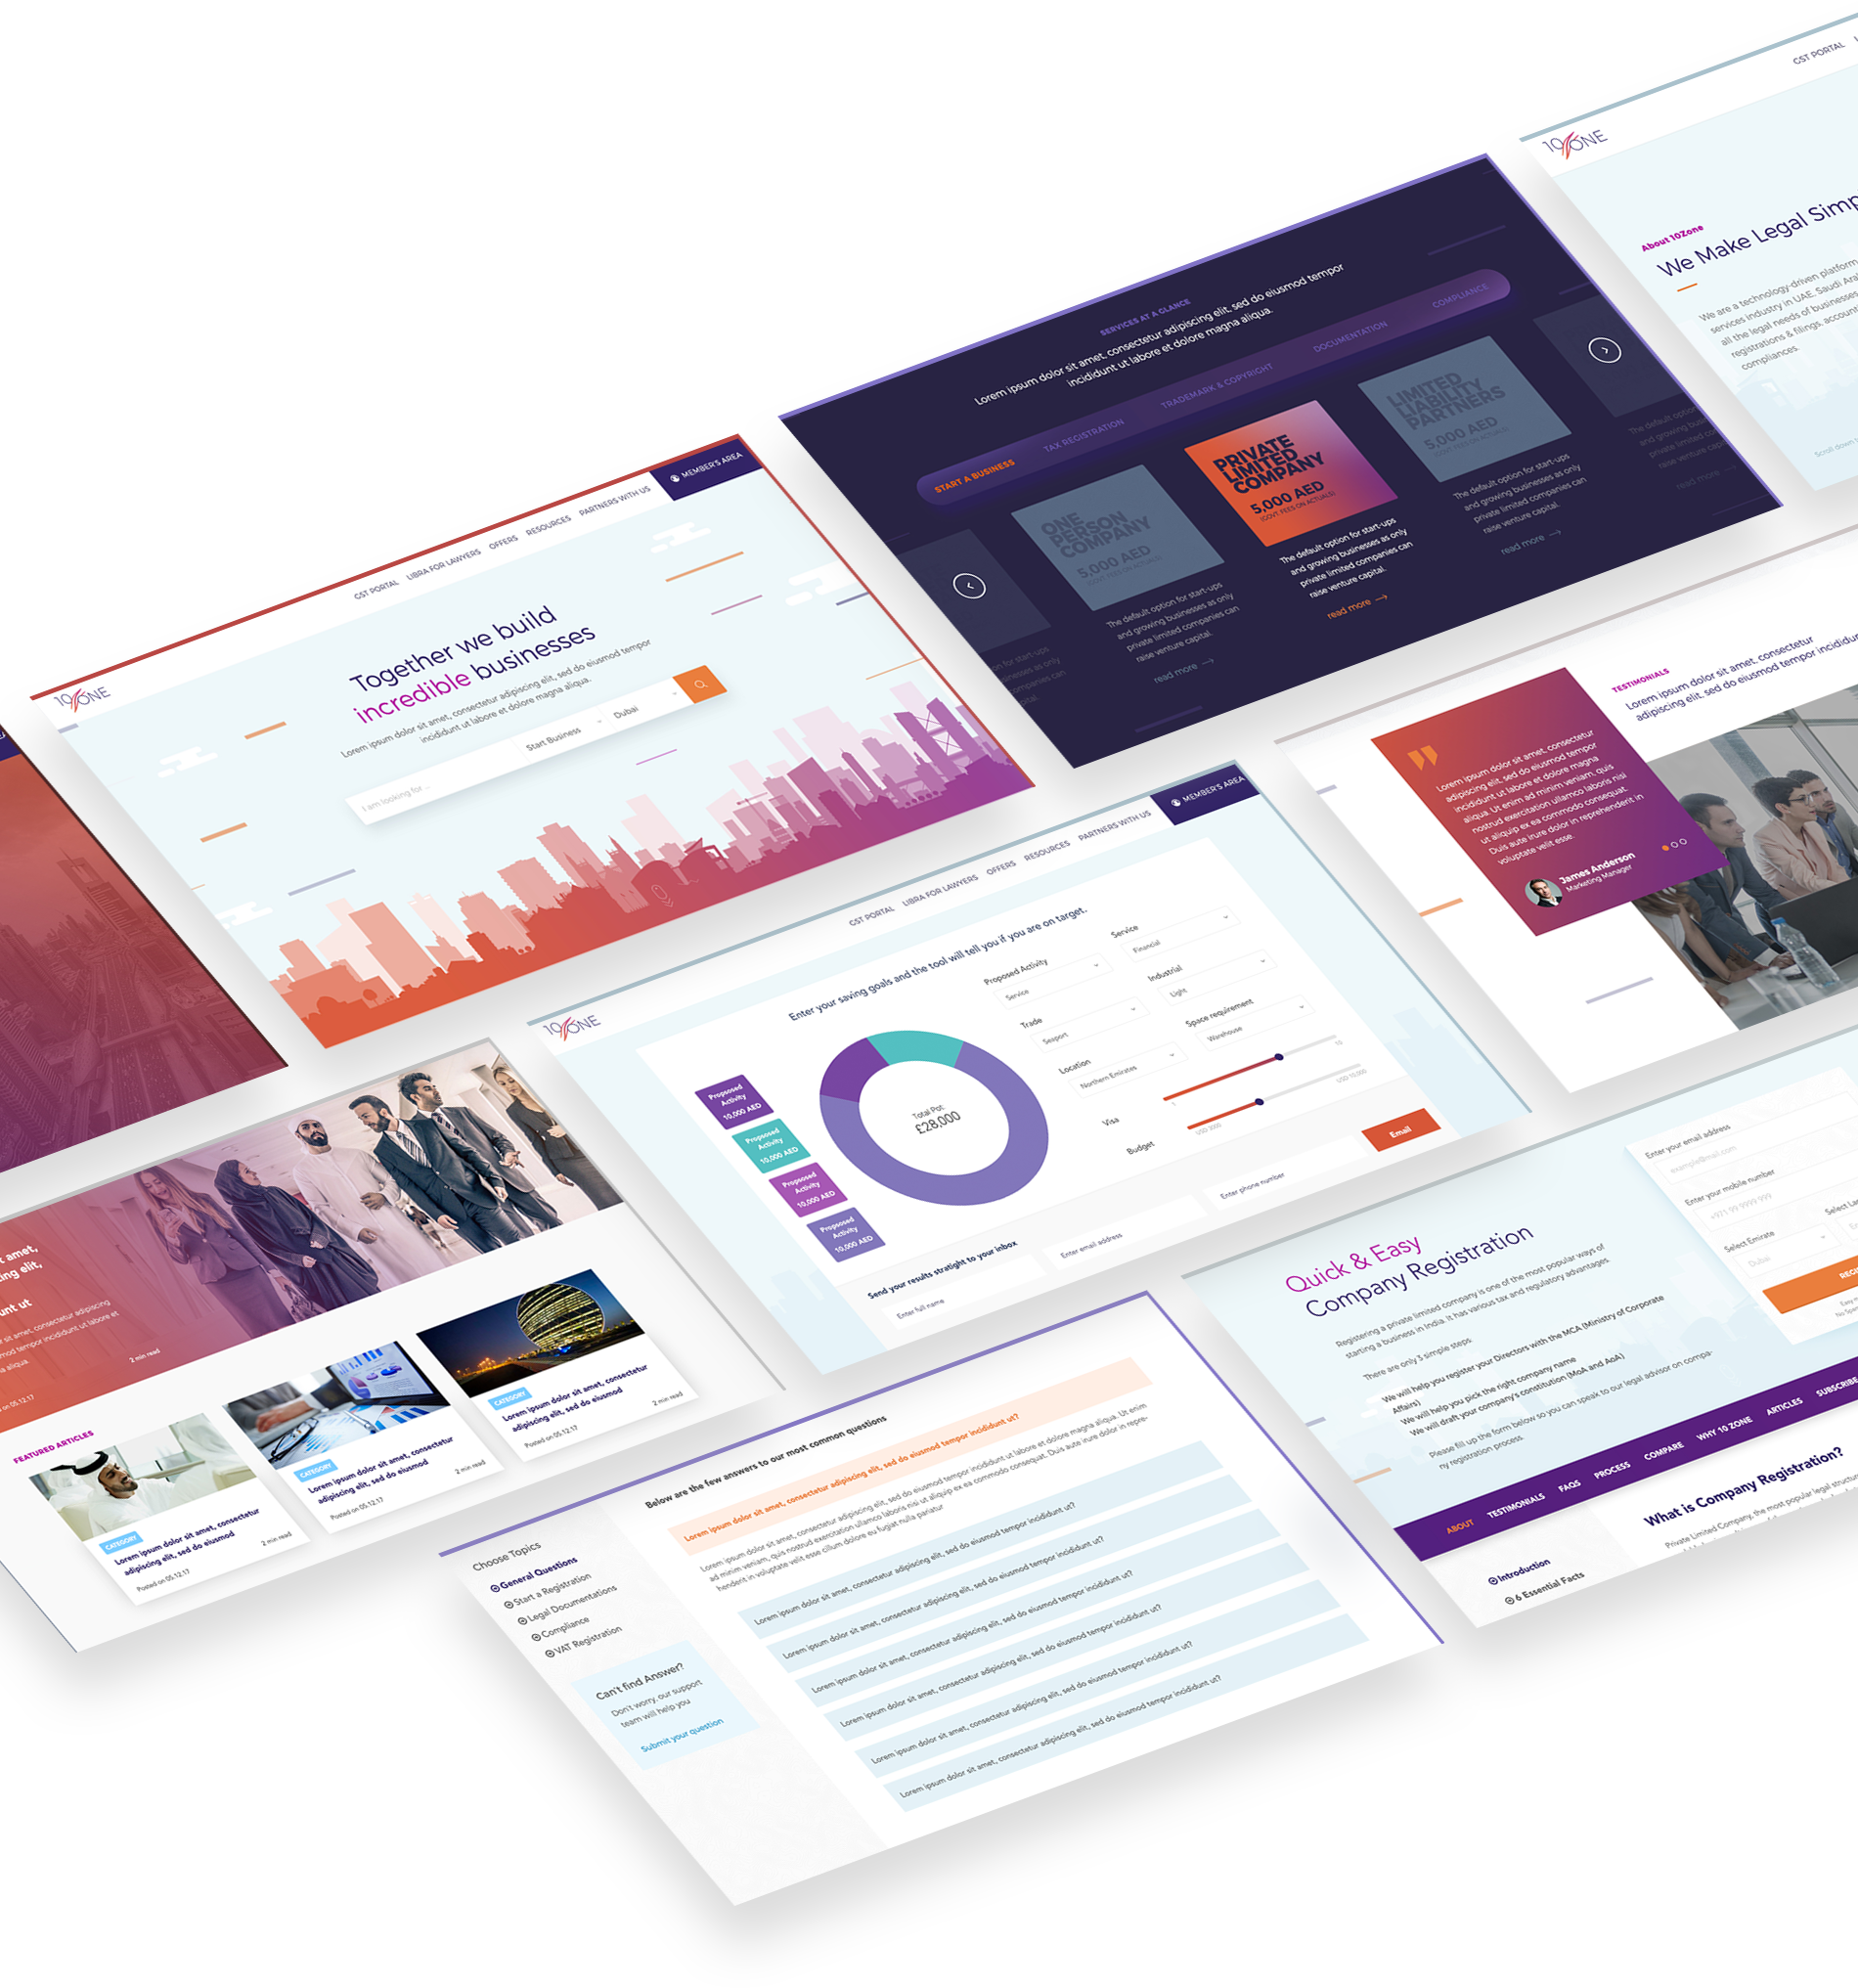 10ZONE
GST PORTAL
About 10Zone
We Make Legal Simp
We are a technology-driven platform
services industry in UAE, Saudi Ara
all the legal needs of businesses
registrations & filings, account
compliances.
Scroll down
SERVICES AT A GLANCE
Lorem ipsum dolor sit amet, consectetur adipiscing elit, sed do eiusmod tempor
incididunt ut labore et dolore magna aliqua.
START A BUSINESS
TAX REGISTRATION
TRADEMARK & COPYRIGHT
DOCUMENTATION
COMPLIANCE
ONE
PERSON
COMPANY
5,000 AED
(GOVT FEES ON ACTUALS)
The default option for start-ups
and growing businesses as only
private limited companies can
raise venture capital.
read more
PRIVATE
LIMITED
COMPANY
5,000 AED
(GOVT FEES ON ACTUALS)
The default option for start-ups
and growing businesses as only
private limited companies can
raise venture capital.
read more
LIMITED
LIABILITY
PARTNERS
5,000 AED
(GOVT FEES ON ACTUALS)
The default option for start-ups
and growing businesses as only
private limited companies can
raise venture capital.
read more
10ZONE
GST PORTAL
LIBRA FOR LAWYERS
OFFERS
RESOURCES
PARTNERS WITH US
MEMBER'S AREA
Together we build
incredible businesses
Lorem ipsum dolor sit amet, consectetur adipiscing elit, sed do eiusmod tempor
incididunt ut labore et dolore magna aliqua.
I am looking for...
Start Business
Dubai
TESTIMONIALS
Lorem ipsum dolor sit amet, consectetur
adipiscing elit, sed do eiusmod tempor incididun
Lorem ipsum dolor sit amet, consectetur
adipiscing elit, sed do eiusmod tempor
incididunt ut labore et dolore magna
aliqua. Ut enim ad minim veniam, quis
nostrud exercitation ullamco laboris nisi
ut aliquip ex ea commodo consequat.
Duis aute irure dolor in reprehenderit in
voluptate velit esse.
James Anderson
Marketing Manager
10ZONE
GST PORTAL
LIBRA FOR LAWYERS
OFFERS
RESOURCES
PARTNERS WITH US
MEMBER'S AREA
Enter your saving goals and the tool will tell you if you are on target.
Proposed
Activity
10,000 AED
Proposed
Activity
10,000 AED
Proposed
Activity
10,000 AED
Proposed
Activity
10,000 AED
Total Pot
£28,000
Proposed Activity
Service
Service
Financial
Trade
Seaport
Industrial
Light
Location
Northern Emirates
Space requirement
Warehouse
Visa
1
10
Budget
USD 3000
USD 15,000
Send your results stratight to your inbox
Enter full name
Enter email address
Enter phone number
Email
t amet,
ing elit,
unt ut
2 min read
on 05.12.17
FEATURED ARTICLES
CATEGORY
Lorem ipsum dolor sit amet, consectetur
adipiscing elit, sed do eiusmod
Posted on 05.12.17
2 min read
CATEGORY
Lorem ipsum dolor sit amet, consectetur
adipiscing elit, sed do eiusmod
Posted on 05.12.17
2 min read
CATEGORY
Lorem ipsum dolor sit amet, consectetur
adipiscing elit, sed do eiusmod
Posted on 05.12.17
2 min read
Quick & Easy
Company Registration
Registering a private limited company is one of the most popular ways of
starting a business in India. It has various tax and regulatory advantages.
There are only 3 simple steps:
We will help you register your Directors with the MCA (Ministry of Corporate
Affairs)
We will help you pick the right company name
We will draft your company's constitution (MoA and AoA)
Please fill up the form below so you can speak to our legal advisor on compa-
ny registration process.
Enter your email address
example@mail.com
Enter your mobile number
+971 99 9999 999
Select Emirate
Dubai
Select Lan
ABOUT
TESTIMONIALS
FAQS
PROCESS
COMPARE
WHY 10 ZONE
ARTICLES
SUBSCRIBE
What is Company Registration?
Private Limited Company, the most popular legal structu
Introduction
6 Essential Facts
Choose Topics
General Questions
Start a Registration
Legal Documentations
Compliance
VAT Registration
Can't find Answer?
Don't worry, our support
team will help you
Submit your question
Below are the few answers to our most common questions
Lorem ipsum dolor sit amet, consectetur adipiscing elit, sed do eiusmod tempor incididunt ut?
Lorem ipsum dolor sit amet, consectetur adipiscing elit, sed do eiusmod tempor incididunt ut labore et dolore magna aliqua. Ut enim
ad minim veniam, quis nostrud exercitation ullamco laboris nisi ut aliquip ex ea commodo consequat. Duis aute irure dolor in repre-
henderit in voluptate velit esse cillum dolore eu fugiat nulla pariatur
Lorem ipsum dolor sit amet, consectetur adipiscing elit, sed do eiusmod tempor incididunt ut?
Lorem ipsum dolor sit amet, consectetur adipiscing elit, sed do eiusmod tempor incididunt ut?
Lorem ipsum dolor sit amet, consectetur adipiscing elit, sed do eiusmod tempor incididunt ut?
Lorem ipsum dolor sit amet, consectetur adipiscing elit, sed do eiusmod tempor incididunt ut?
Lorem ipsum dolor sit amet, consectetur adipiscing elit, sed do eiusmod tempor incididunt ut?
Lorem ipsum dolor sit amet, consectetur adipiscing elit, sed do eiusmod tempor incididunt ut?